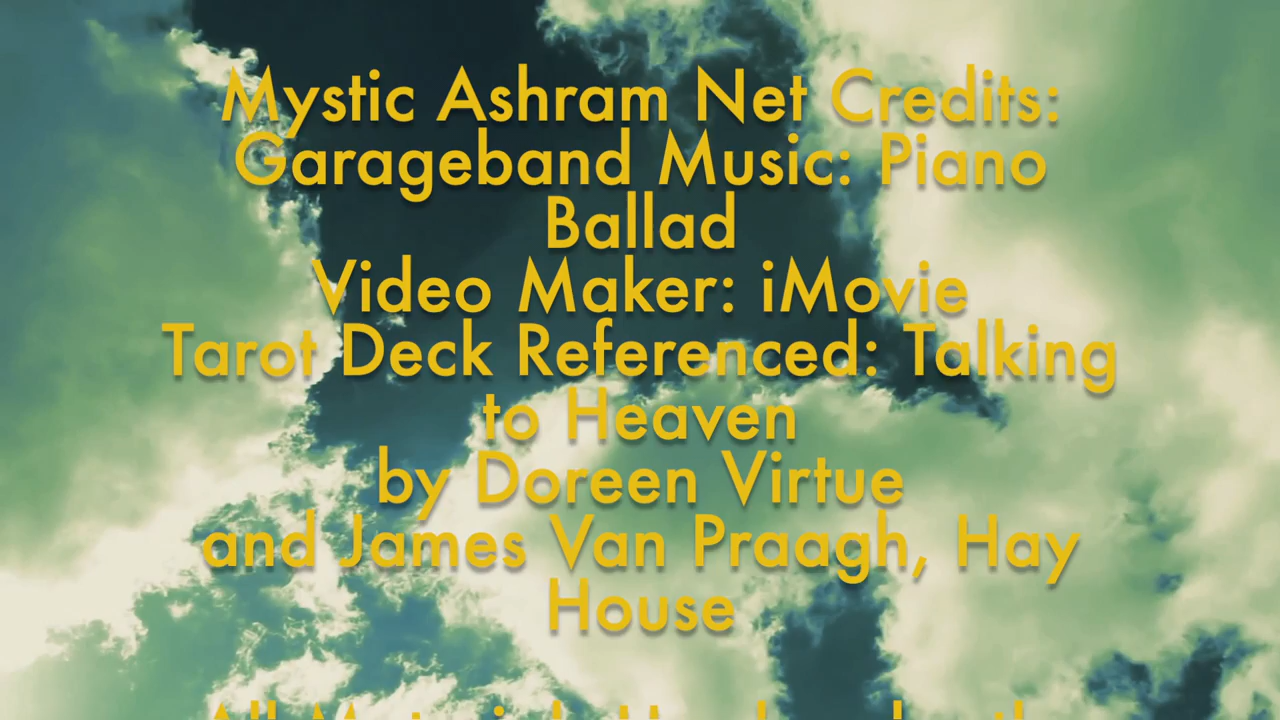 Mystic Ashram Net Credits:
Garageband Music: Piano
Ballad
Video Maker: iMovie
Tarot Deck Referenced: Talking
to Heaven
by Doreen Virtue
and James Van Praagh, Hay
House